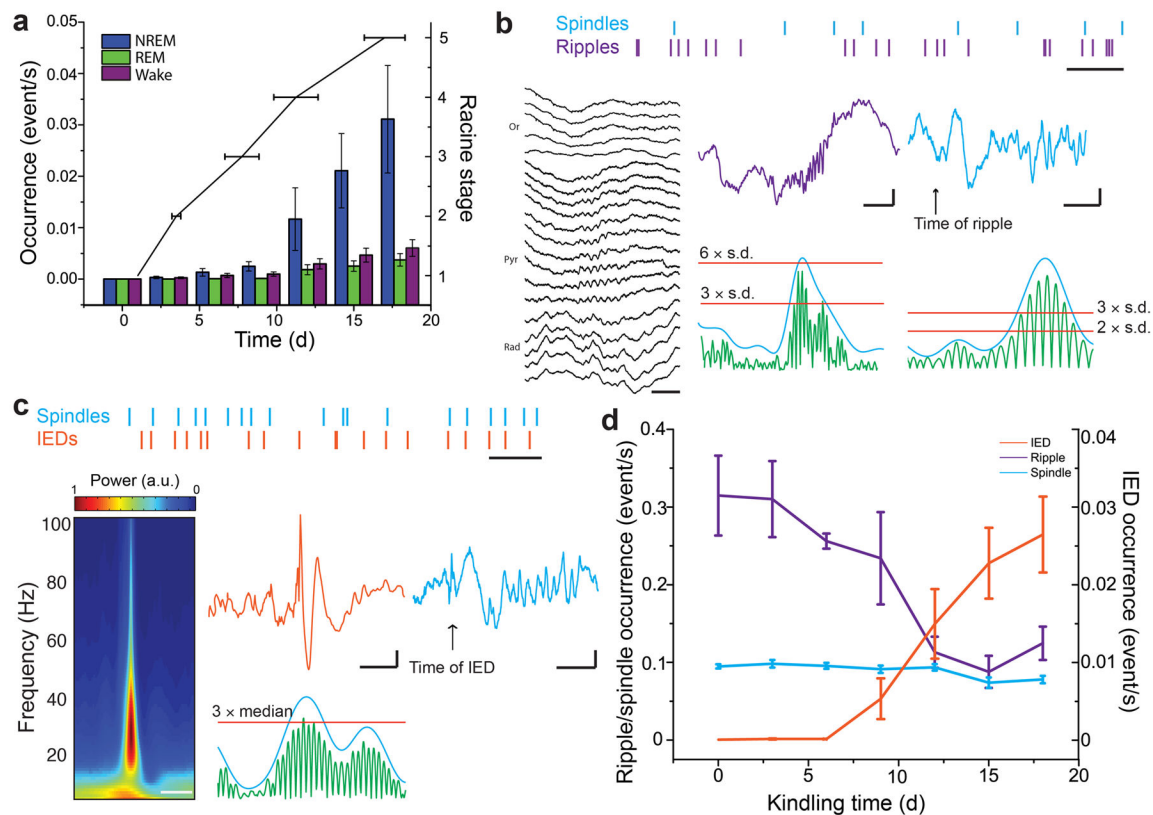 a
0.05
0.04
0.03
0.02
0.01
0.00
Occurrence (event/s)
NREM
REM
Wake
5
4
3
2
1
Racine stage
0 5 10 15 20
Time (d)
b
Spindles
Ripples
Or
Pyr
Rad
Time of ripple
6 × s.d.
3 × s.d.
3 × s.d.
2 × s.d.
c
Spindles
IEDs
Power (a.u.)
1 0
100
80
60
40
20
Frequency (Hz)
Time of IED
3 × median
d
0.4
0.3
0.2
0.1
0
Ripple/spindle occurrence (event/s)
IED
Ripple
Spindle
0.04
0.03
0.02
0.01
0
IED occurrence (event/s)
0 5 10 15 20
Kindling time (d)